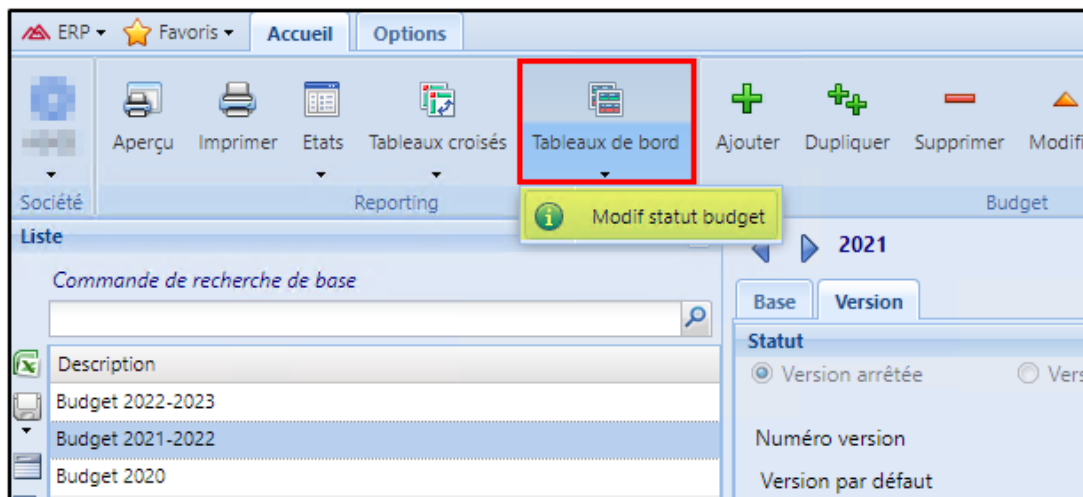 ERP Favoris Accueil Options
Aperçu Imprimer Etats Tableaux croisés Tableaux de bord Ajouter Dupliquer Supprimer
Société Reporting Budget
Modif statut budget
Liste
2021
Commande de recherche de base
Base Version
Statut
Description
Version arrêtée
Budget 2022-2023
Budget 2021-2022
Numéro version
Budget 2020
Version par défaut